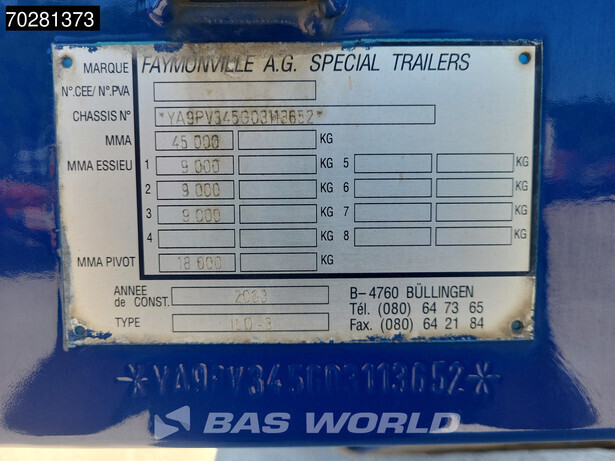 70281373
MARQUE FAYMONVILLE A.G. SPECIAL TRAILERS
N°.CEE/ N°.PVA
CHASSIS N° *YA9PV345G03113652*
MMA 45 000 KG
MMA ESSIEU 1 9 000 KG 5 KG
2 9 000 KG 6 KG
3 9 000 KG 7 KG
4 KG 8 KG
MMA PIVOT 18 000 KG
ANNEE de CONST. 2003
B-4760 BÜLLINGEN
Tél. (080) 64 73 65
TYPE
Fax. (080) 64 21 84
*YA9PV345G03113652*
BAS WORLD